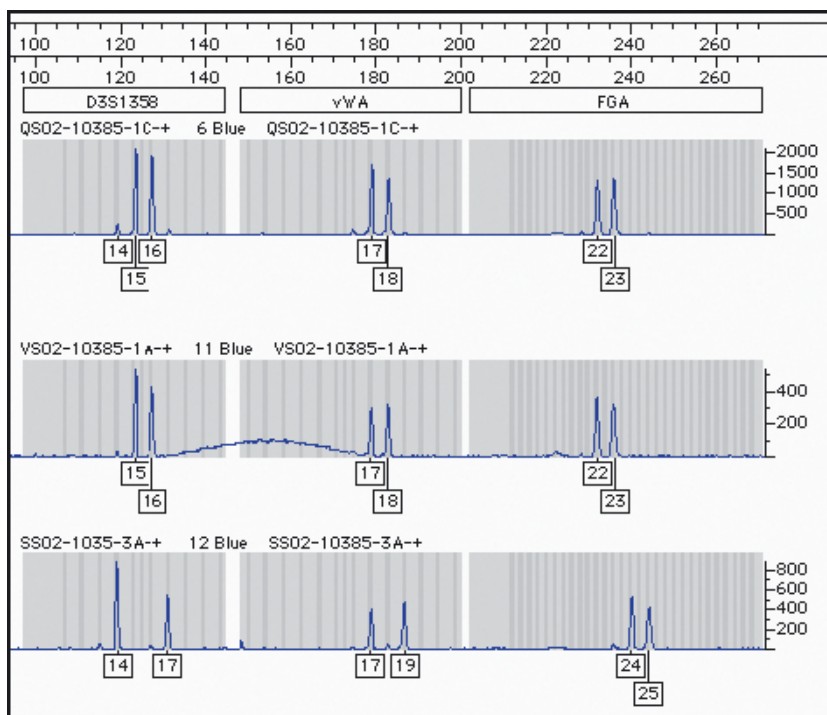 100 120 140 160 180 200 220 240 260
100 120 140 160 180 200 220 240 260
D3S1358 vWA FGA
QS02-10385-1C-+ 6 Blue QS02-10385-1C-+
2000
1500
1000
500
14 16 17 22
15 18 23
VS02-10385-1A-+ 11 Blue VS02-10385-1A-+
400
200
15 17 22
16 18 23
SS02-1035-3A-+ 12 Blue SS02-10385-3A-+
800
600
400
200
14 17 17 19 24
25